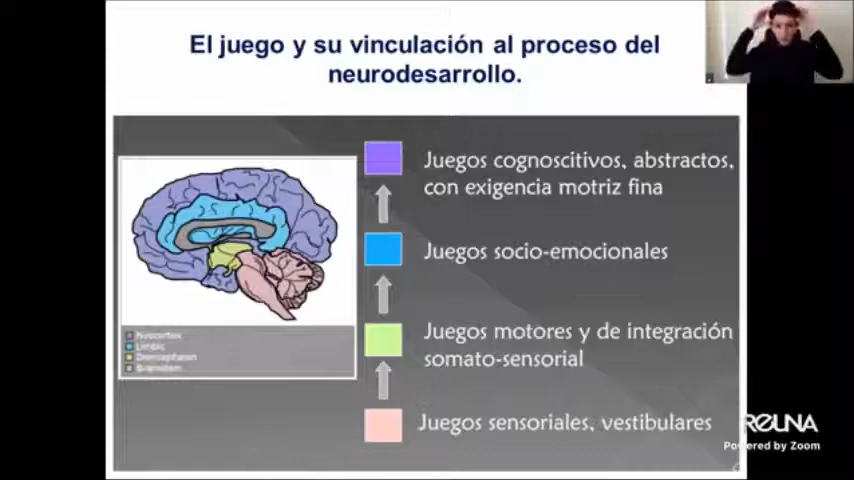 El juego y su vinculación al proceso del
neurodesarrollo.
Juegos cognoscitivos, abstractos,
con exigencia motriz fina
Juegos socio-emocionales
Juegos motores y de integración
somato-sensorial
Juegos sensoriales, vestibulares
Neocortex
Limbic
Diencephalon
Brainstem
REUNA
Powered by Zoom